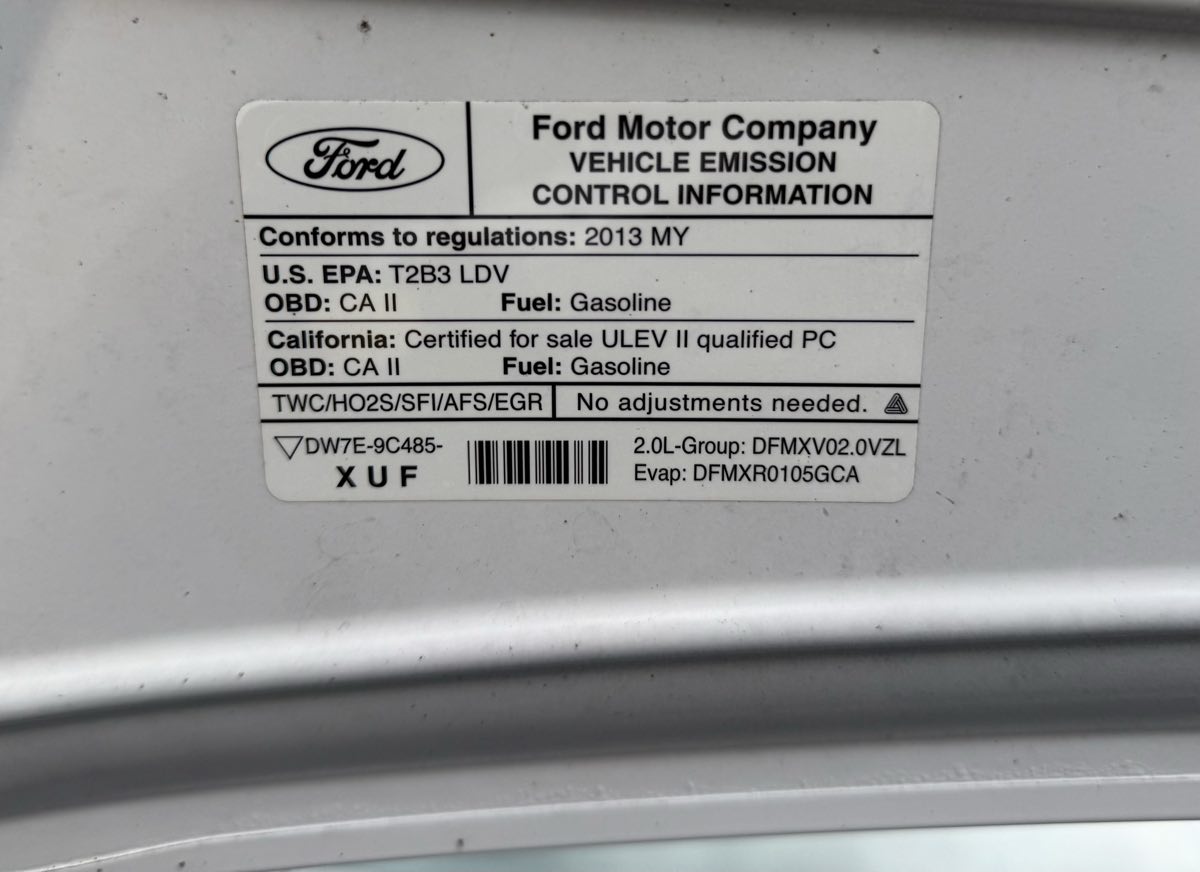 Ford
Ford Motor Company
VEHICLE EMISSION
CONTROL INFORMATION
Conforms to regulations: 2013 MY
U.S. EPA: T2B3 LDV
OBD: CA II Fuel: Gasoline
California: Certified for sale ULEV II qualified PC
OBD: CA II Fuel: Gasoline
TWC/HO2S/SFI/AFS/EGR No adjustments needed.
DW7E-9C485-
XUF
2.0L-Group: DFMXV02.0VZL
Evap: DFMXR0105GCA